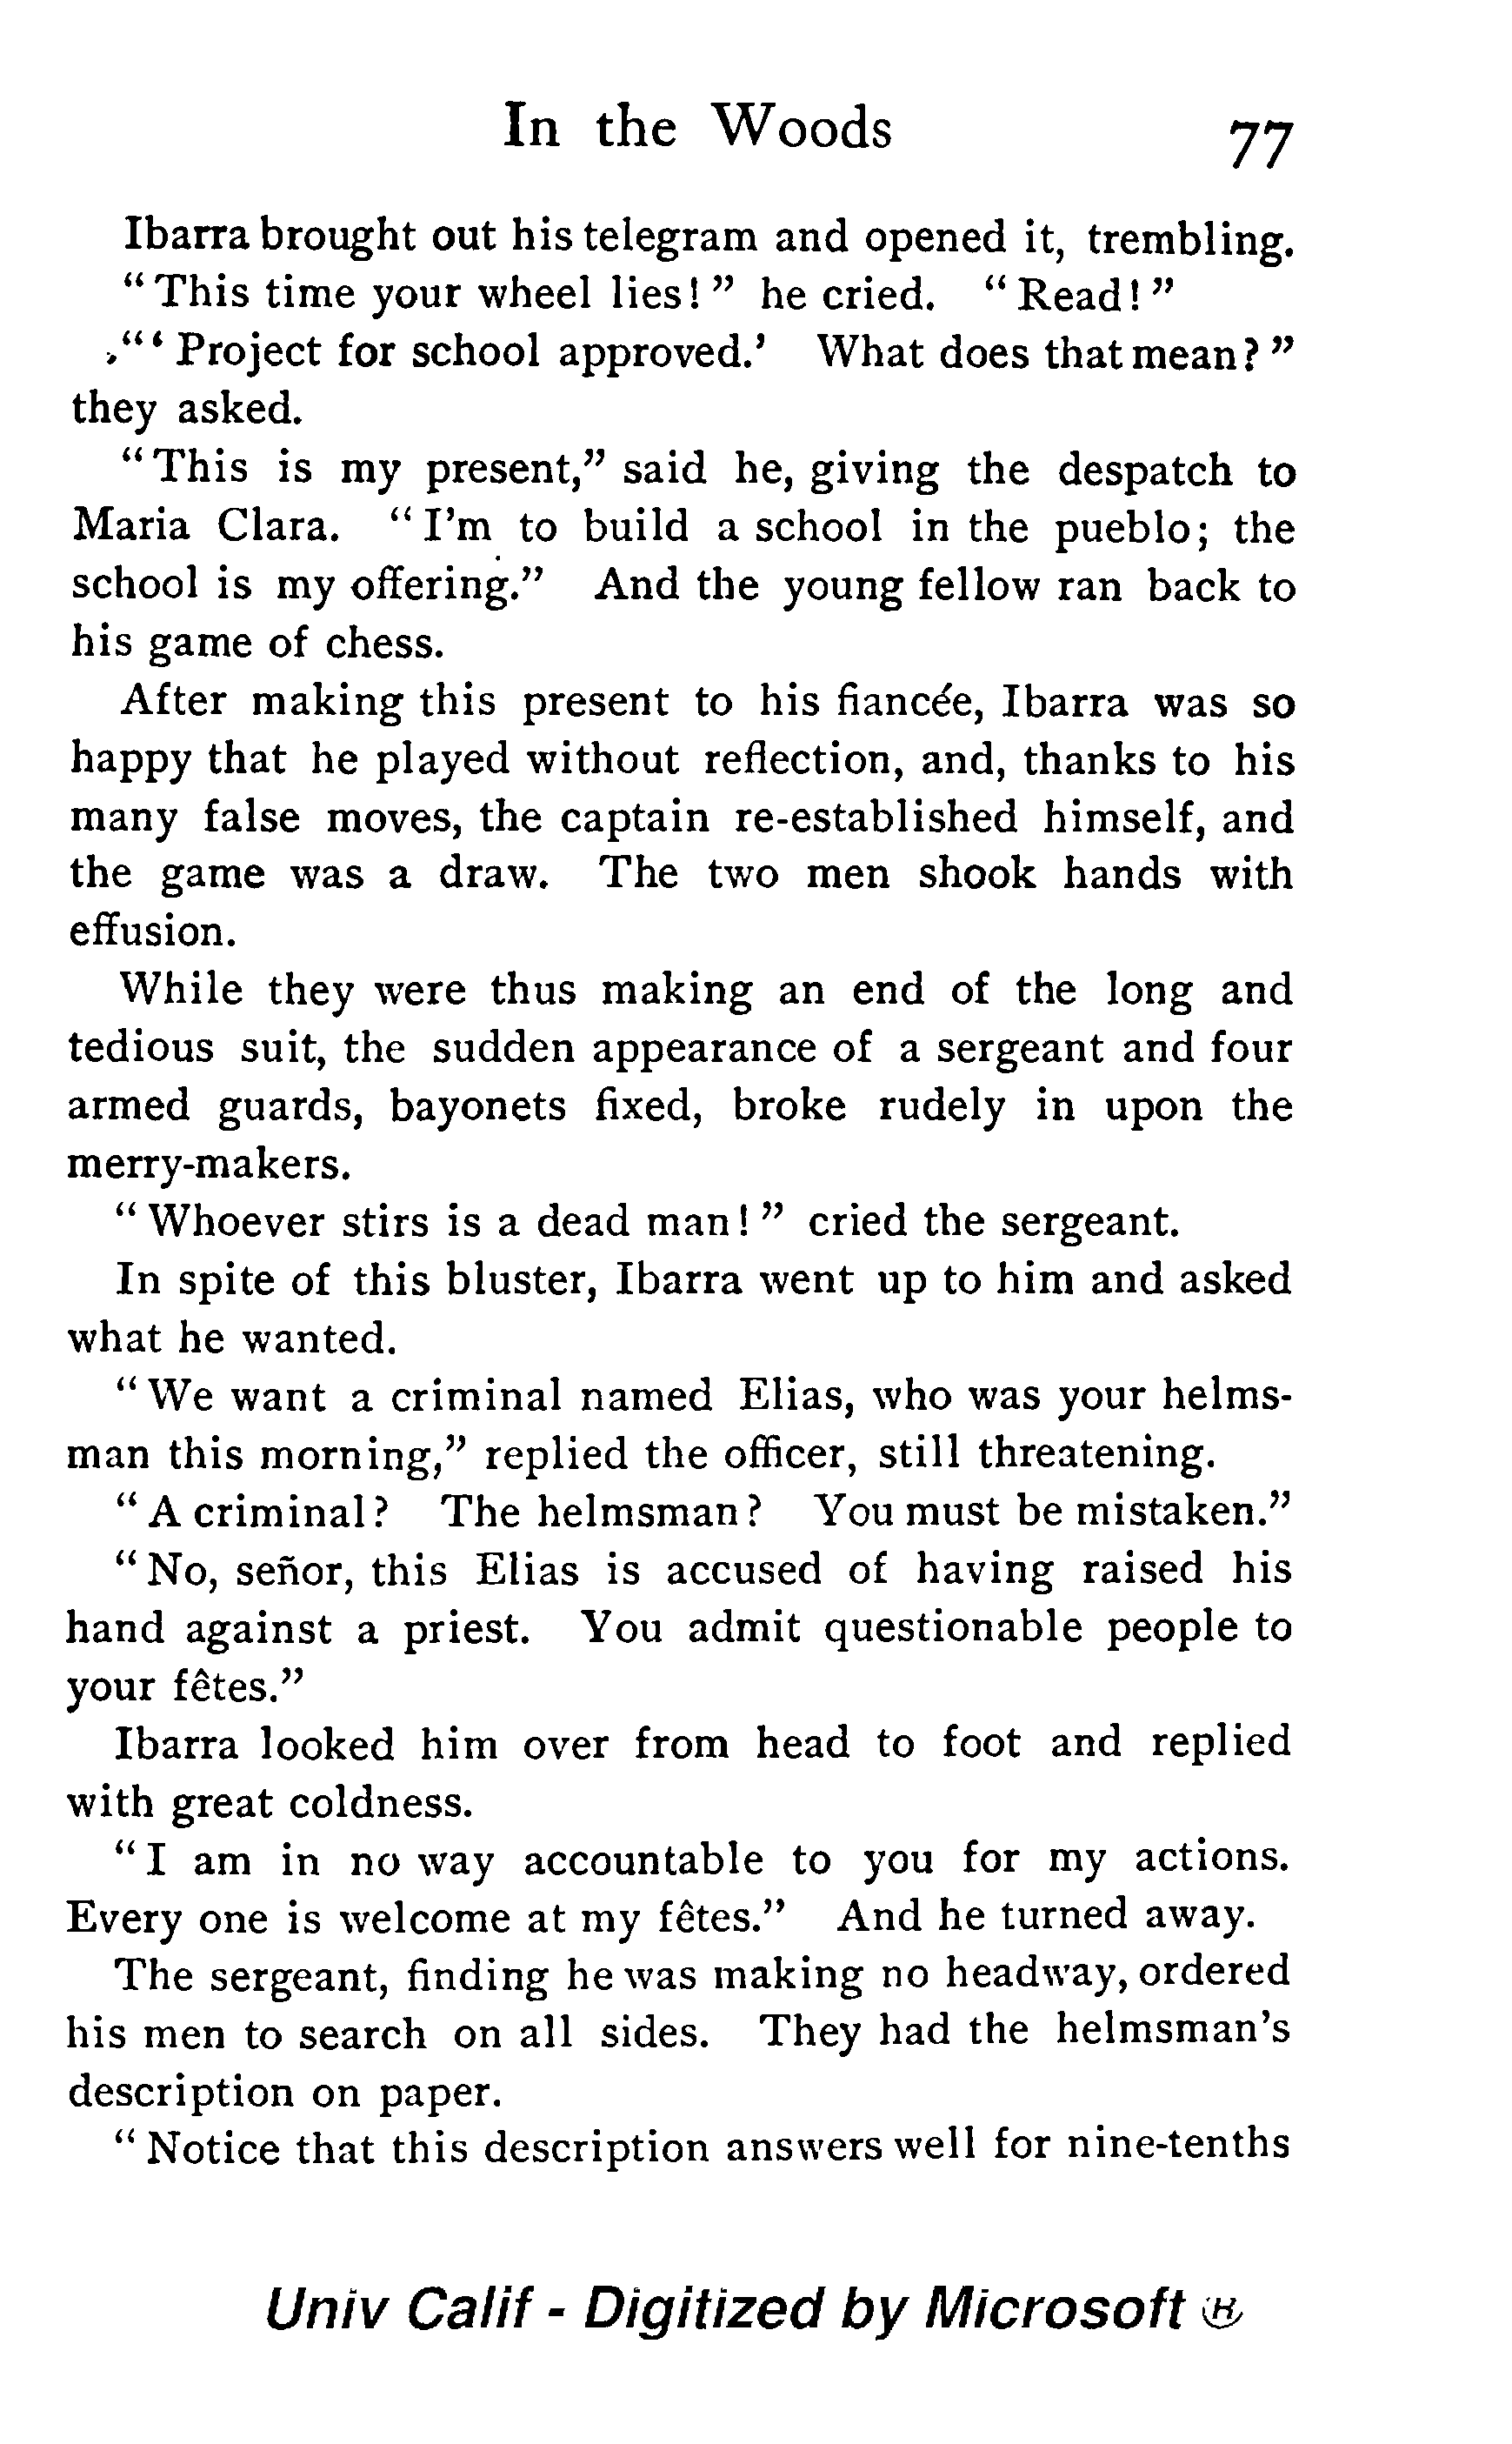 In the Woods 77
Ibarra brought out his telegram and opened it, trembling.
“This time your wheel lies!” he cried. “Read!”
“‘Project for school approved.’ What does that mean?”
they asked.
“This is my present,” said he, giving the despatch to
Maria Clara. “I’m to build a school in the pueblo; the
school is my offering.” And the young fellow ran back to
his game of chess.
After making this present to his fiancée, Ibarra was so
happy that he played without reflection, and, thanks to his
many false moves, the captain re-established himself, and
the game was a draw. The two men shook hands with
effusion.
While they were thus making an end of the long and
tedious suit, the sudden appearance of a sergeant and four
armed guards, bayonets fixed, broke rudely in upon the
merry-makers.
“Whoever stirs is a dead man!” cried the sergeant.
In spite of this bluster, Ibarra went up to him and asked
what he wanted.
“We want a criminal named Elias, who was your helms-
man this morning,” replied the officer, still threatening.
“A criminal? The helmsman? You must be mistaken.”
“No, señor, this Elias is accused of having raised his
hand against a priest. You admit questionable people to
your fêtes.”
Ibarra looked him over from head to foot and replied
with great coldness.
“I am in no way accountable to you for my actions.
Every one is welcome at my fêtes.” And he turned away.
The sergeant, finding he was making no headway, ordered
his men to search on all sides. They had the helmsman’s
description on paper.
“Notice that this description answers well for nine-tenths
Univ Calif - Digitized by Microsoft ®